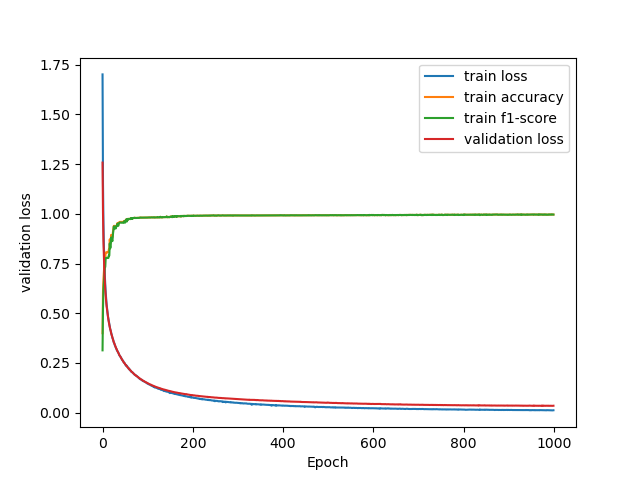 train loss
train accuracy
train f1-score
validation loss
1.75
1.50
1.25
1.00
0.75
0.50
0.25
0.00
validation loss
0 200 400 600 800 1000
Epoch